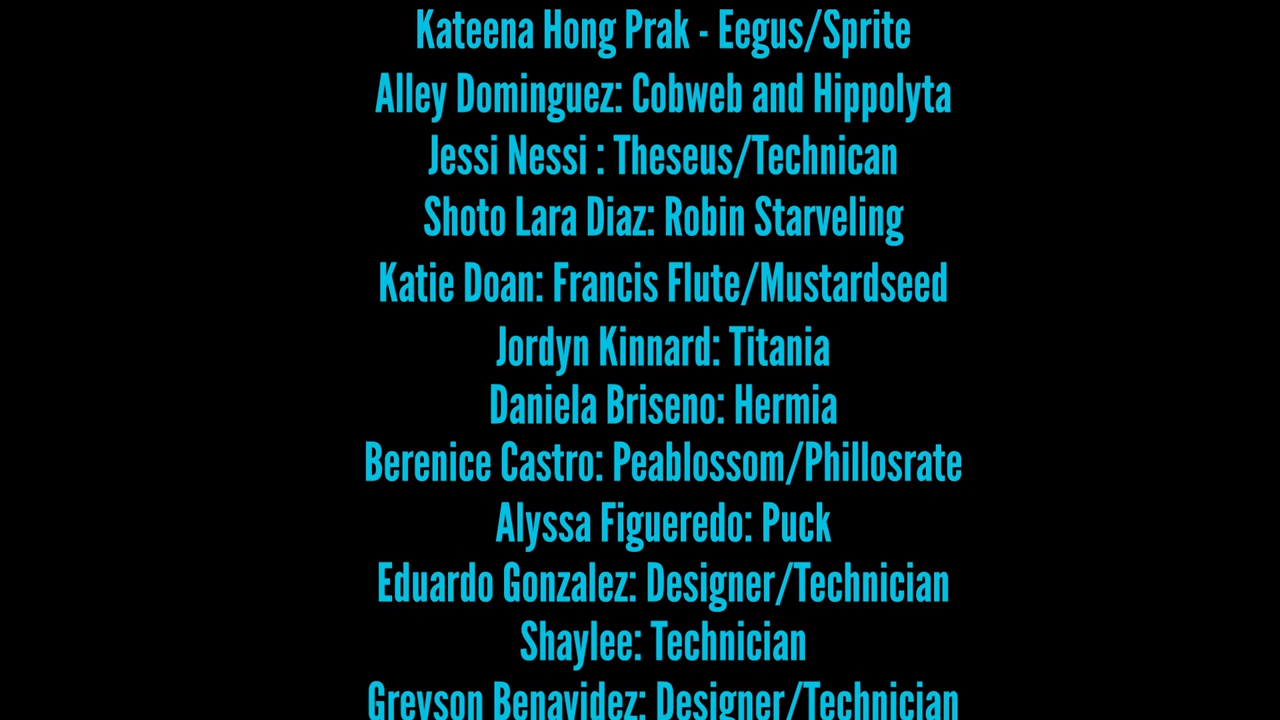 Kateena Hong Prak - Eegus/Sprite
Alley Dominguez: Cobweb and Hippolyta
Jessi Nessi : Theseus/Technican
Shoto Lara Diaz: Robin Starveling
Katie Doan: Francis Flute/Mustardseed
Jordyn Kinnard: Titania
Daniela Briseno: Hermia
Berenice Castro: Peablossom/Phillosrate
Alyssa Figueredo: Puck
Eduardo Gonzalez: Designer/Technician
Shaylee: Technician
Greyson Benavidez: Designer/Technician